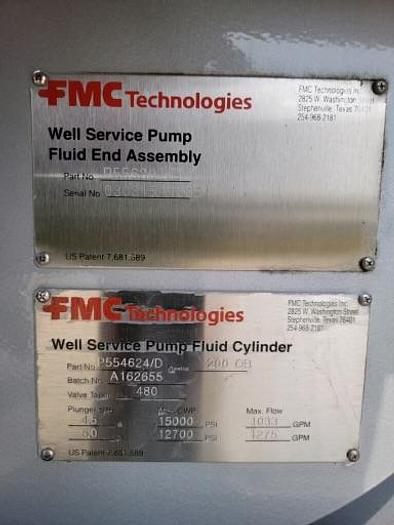 FMC Technologies
FMC Technologies Inc.
2825 W. Washington Street
Stephenville, Texas 76401
254-968-2181
Well Service Pump
Fluid End Assembly
Part No.
Serial No.
US Patent 7,681,589
FMC Technologies
FMC Technologies Inc.
2825 W. Washington Street
Stephenville, Texas 76401
254-968-2181
Well Service Pump Fluid Cylinder
Part No. P554624/D
Batch No. A162655
Valve Taper 480
Plunger Max. CWP Max. Flow
4.5 15000 PSI 1033 GPM
5.0 12700 PSI 1275 GPM
US Patent 7,681,589